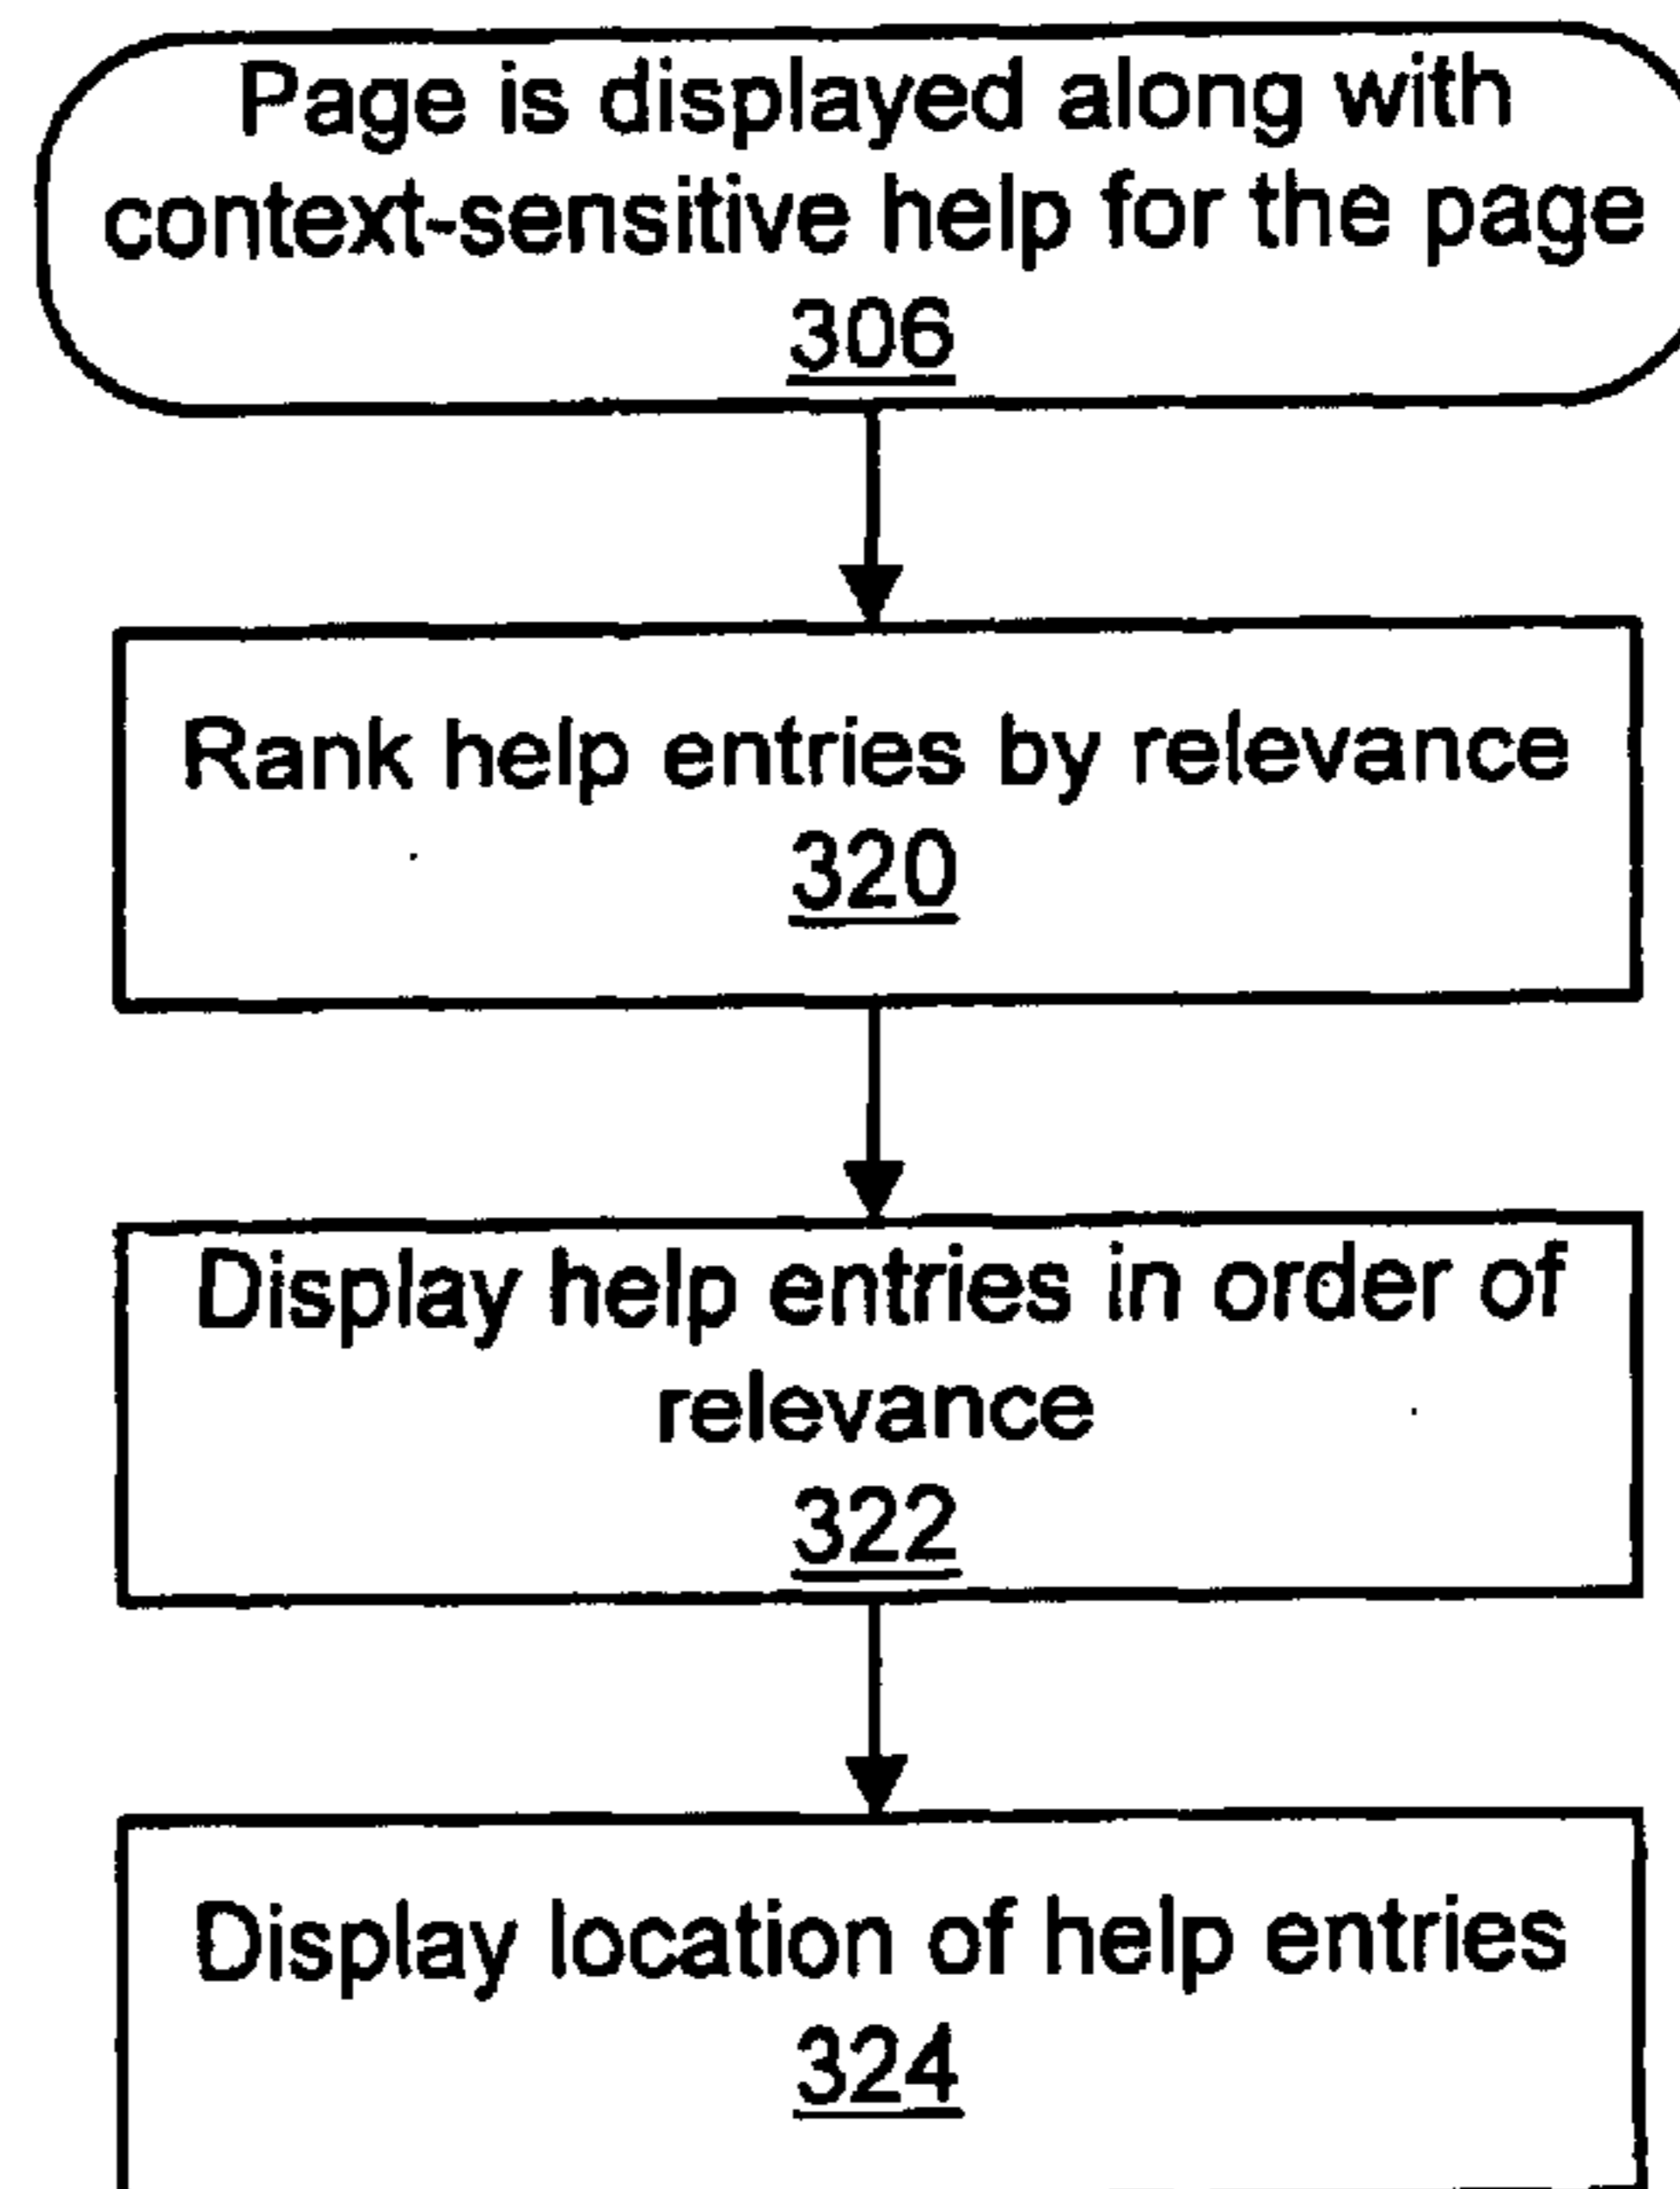 Page is displayed along with
context-sensitive help for the page
306
Rank help entries by relevance
320
Display help entries in order of
relevance
322
Display location of help entries
324